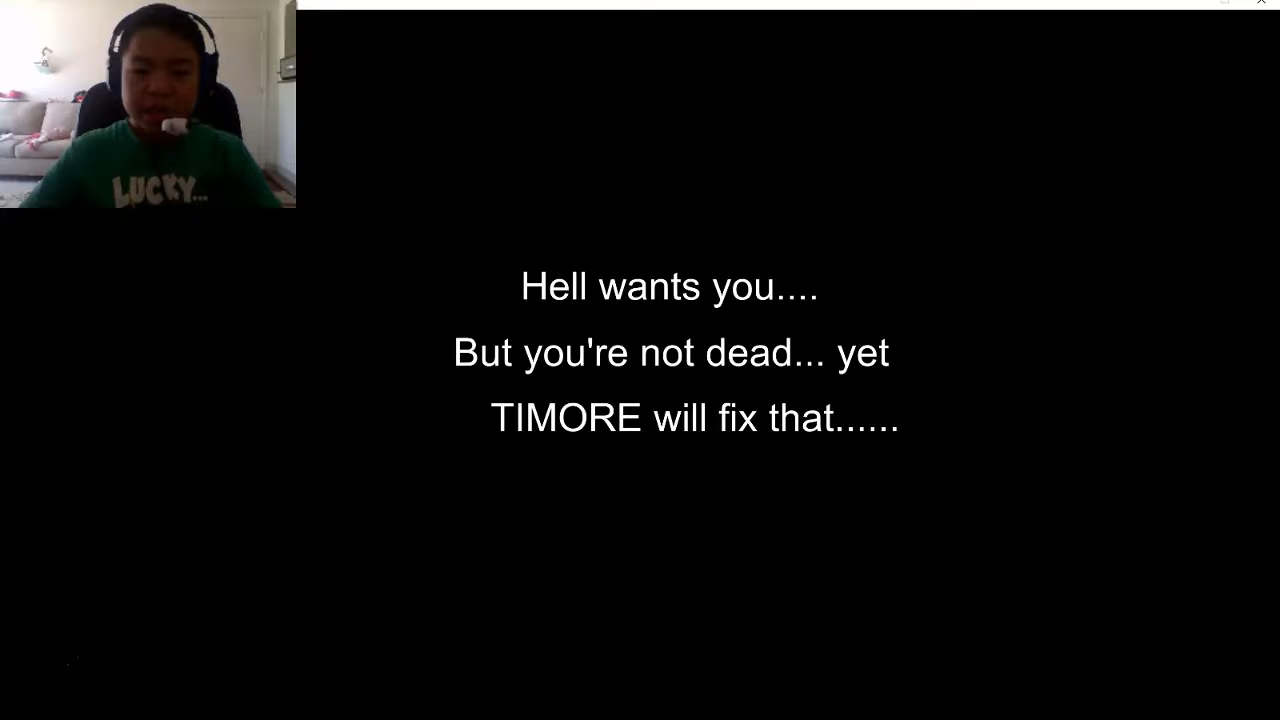 LUCKY...
Hell wants you....
But you're not dead... yet
TIMORE will fix that......